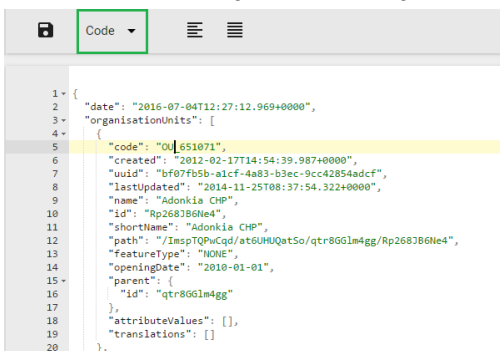 Code
1 {
2 "date": "2016-07-04T12:27:12.969+0000",
3 "organisationUnits": [
4 {
5 "code": "OU_651071",
6 "created": "2012-02-17T14:54:39.987+0000",
7 "uuid": "bf07fb5b-a1cf-4a83-b3ec-9cc42854adcf",
8 "lastUpdated": "2014-11-25T08:37:54.322+0000",
9 "name": "Adonkia CHP",
10 "id": "Rp268JB6Ne4",
11 "shortName": "Adonkia CHP",
12 "path": "/ImspTQPwCqd/at6UHUQatSo/qtr8GGlm4gg/Rp268JB6Ne4",
13 "featureType": "NONE",
14 "openingDate": "2010-01-01",
15 "parent": {
16 "id": "qtr8GGlm4gg"
17 },
18 "attributeValues": [],
19 "translations": []
20 },